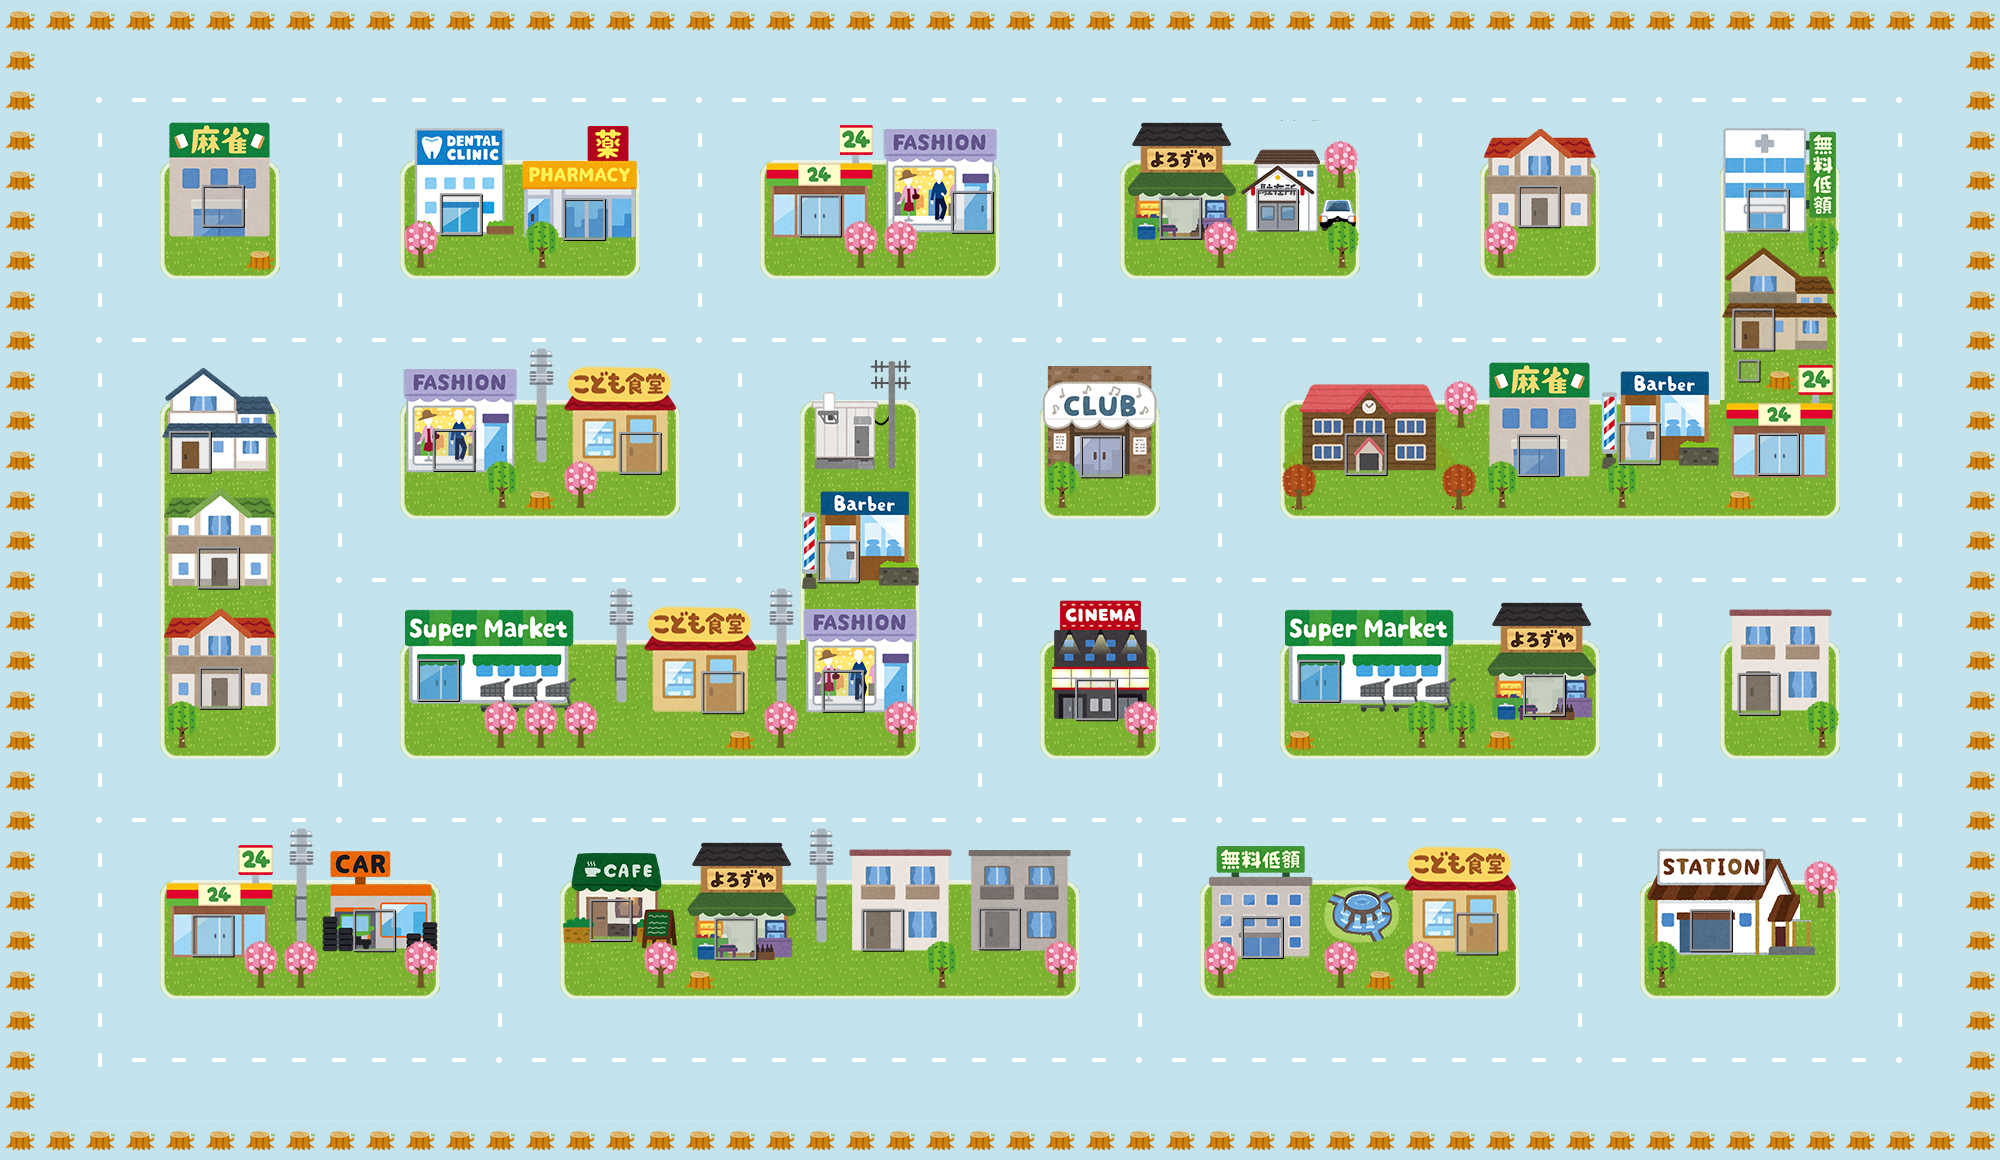 麻雀
DENTAL
CLINIC
薬
PHARMACY
24
24
FASHION
よろずや
駐在所
無料低額
FASHION
こども食堂
CLUB
麻雀
Barber
24
24
Barber
Super Market
こども食堂
FASHION
CINEMA
Super Market
よろずや
24
24
CAR
CAFE
よろずや
無料低額
こども食堂
STATION